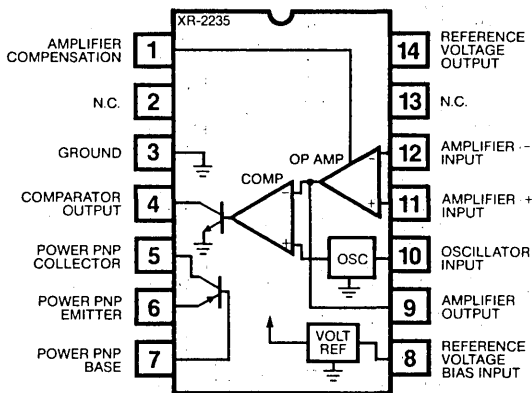 XR-2235
AMPLIFIER
COMPENSATION
1
N.C.
2
GROUND
3
COMPARATOR
OUTPUT
4
POWER PNP
COLLECTOR
5
POWER PNP
EMITTER
6
POWER PNP
BASE
7
14
REFERENCE
VOLTAGE
OUTPUT
13
N.C.
12
AMPLIFIER −
INPUT
11
AMPLIFIER +
INPUT
10
OSCILLATOR
INPUT
9
AMPLIFIER
OUTPUT
8
REFERENCE
VOLTAGE
BIAS INPUT
OP AMP
−
+
COMP
−
+
OSC
VOLT
REF